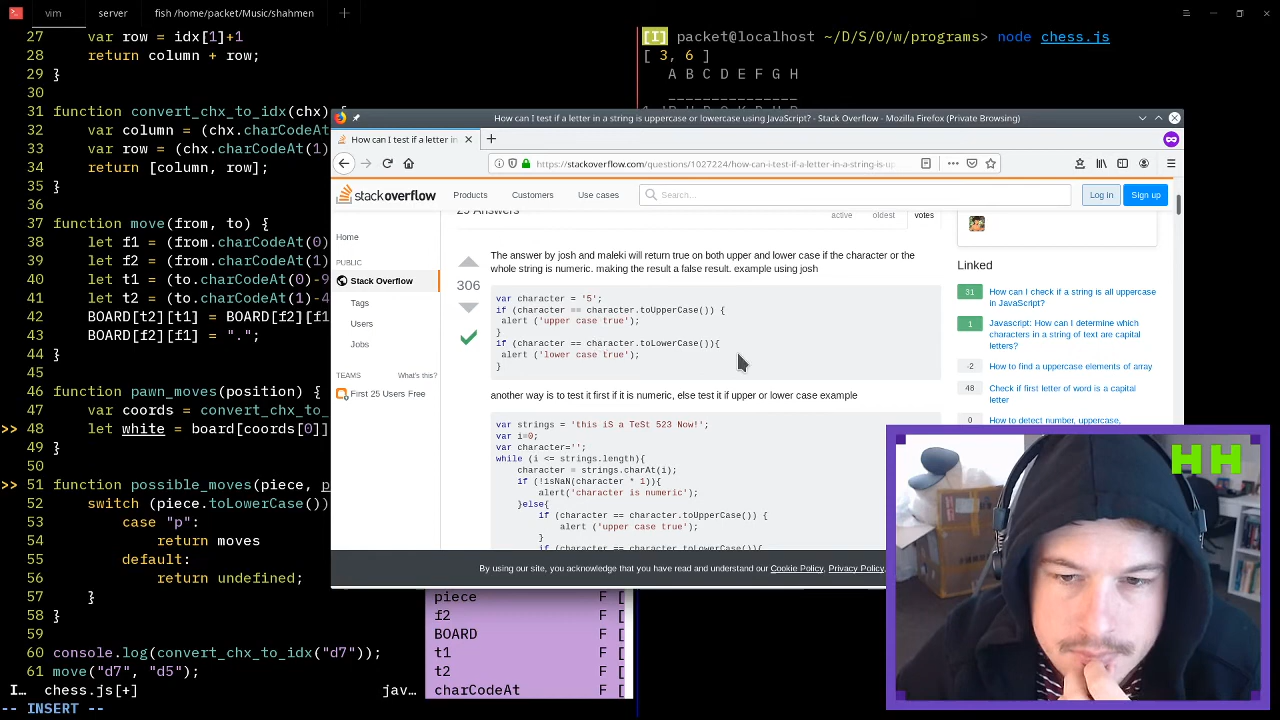 vim server fish /home/packet/Music/shahmen
27 var row = idx[1]+1
28 return column + row;
29 }
30
31 function convert_chx_to_idx(chx) {
32 var column = (chx.charCodeAt
33 var row = (chx.charCodeAt(1)
34 return [column, row];
35 }
36
37 function move(from, to) {
38 let f1 = (from.charCodeAt(0)
39 let f2 = (from.charCodeAt(1)
40 let t1 = (to.charCodeAt(0)-9
41 let t2 = (to.charCodeAt(1)-4
42 BOARD[t2][t1] = BOARD[f2][f1
43 BOARD[f2][f1] = ".";
44 }
45
46 function pawn_moves(position) {
47 var coords = convert_chx_to_
>> 48 let white = board[coords[0]]
49 }
50
>> 51 function possible_moves(piece, p
52 switch (piece.toLowerCase())
53 case "p":
54 return moves
55 default:
56 return undefined;
57 }
58 }
59
60 console.log(convert_chx_to_idx("d7"));
61 move("d7", "d5");
I… chess.js[+] jav…
-- INSERT --
piece F [
f2 F [
BOARD F [
t1 F [
t2 F [
charCodeAt F [
[I] packet@localhost ~/D/S/0/w/programs> node chess.js
[ 3, 6 ]
A B C D E F G H
_______________
How can I test if a letter in a string is uppercase or lowercase using JavaScript? - Stack Overflow - Mozilla Firefox (Private Browsing)
How can I test if a letter in
https://stackoverflow.com/questions/1027224/how-can-i-test-if-a-letter-in-a-string-is-up
stackoverflow Products Customers Use cases Search... Log in Sign up
Home
PUBLIC
Stack Overflow
Tags
Users
Jobs
TEAMS What's this?
First 25 Users Free
Answers active oldest votes
306
The answer by josh and maleki will return true on both upper and lower case if the character or the
whole string is numeric. making the result a false result. example using josh
var character = '5';
if (character == character.toUpperCase()) {
alert ('upper case true');
}
if (character == character.toLowerCase()){
alert ('lower case true');
}
another way is to test it first if it is numeric, else test it if upper or lower case example
var strings = 'this iS a TeSt 523 Now!';
var i=0;
var character='';
while (i <= strings.length){
character = strings.charAt(i);
if (!isNaN(character * 1)){
alert('character is numeric');
}else{
if (character == character.toUpperCase()) {
alert ('upper case true');
}
if (character == character.toLowerCase()){
Linked
31 How can I check if a string is all uppercase
in JavaScript?
1 Javascript: How can I determine which
characters in a string of text are capital
letters?
-2 How to find a uppercase elements of array
48 Check if first letter of word is a capital
letter
How to detect number, uppercase,
By using our site, you acknowledge that you have read and understand our Cookie Policy, Privacy Policy,
HH